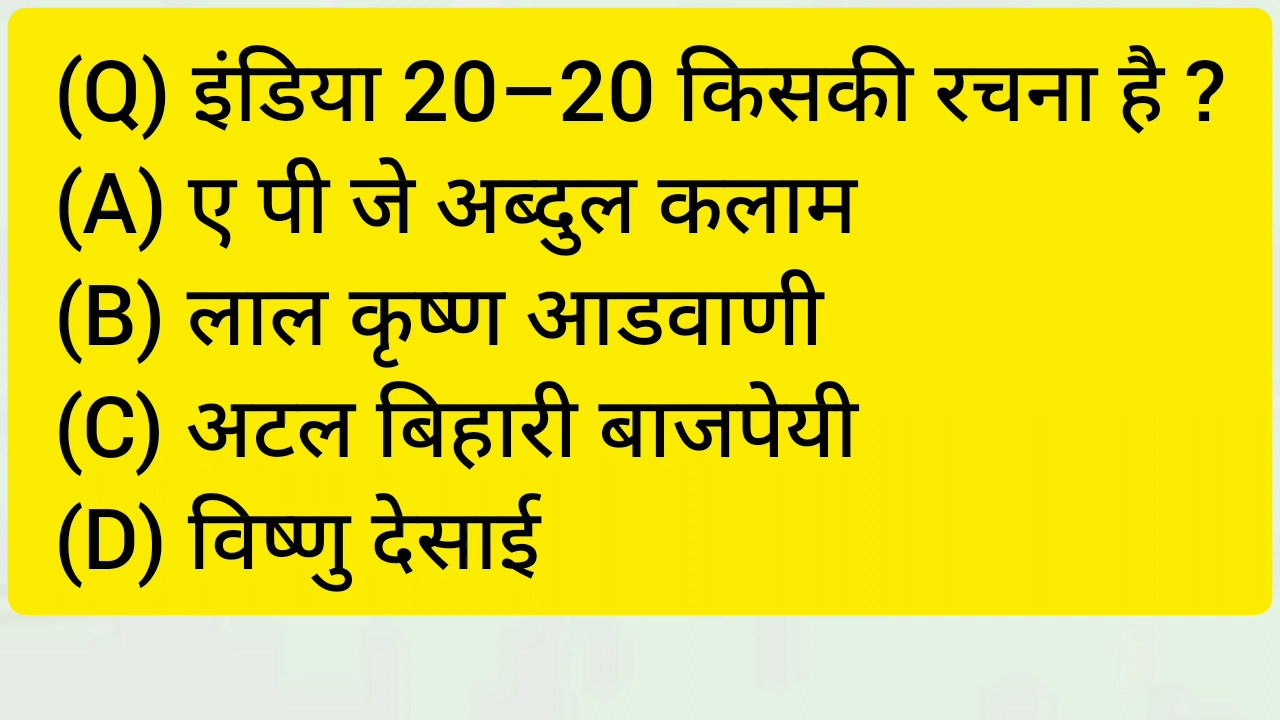 (Q) इंडिया 20–20 किसकी रचना है ?
(A) ए पी जे अब्दुल कलाम
(B) लाल कृष्ण आडवाणी
(C) अटल बिहारी बाजपेयी
(D) विष्णु देसाई